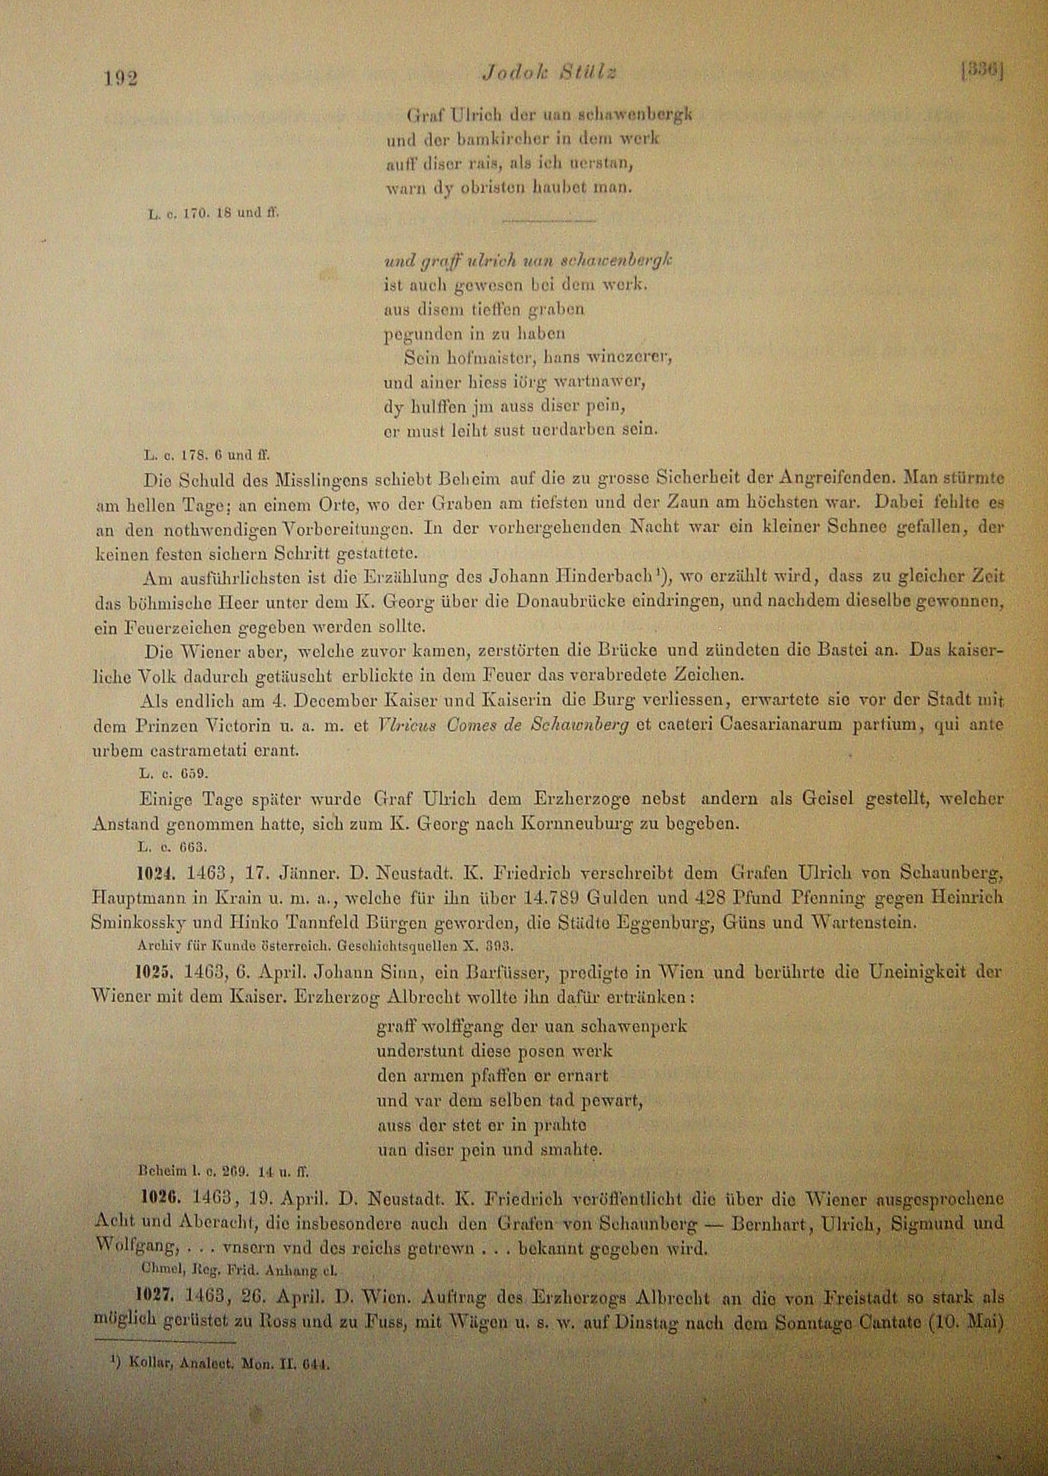 192 Jodok Stülz [336]
Graf Ulrich der uan schawenbergk
und der bamkircher in dem werk
auff diser rais, als ich uerstan,
warn dy obristen haubet man.
L. c. 170. 18 und ff.
und graff ulrich uan schawenbergk
ist auch gewesen bei dem werk.
aus disem tieffen graben
pegunden in zu haben
Sein hofmaister, hans winczerer,
und ainer hiess iörg wartnawer,
dy hulffen jm auss diser pein,
er must leiht sust uerdarben sein.
L. c. 178. 6 und ff.
Die Schuld des Misslingens schiebt Beheim auf die zu grosse Sicherheit der Angreifenden. Man stürmte
am hellen Tage; an einem Orte, wo der Graben am tiefsten und der Zaun am höchsten war. Dabei fehlte es
an den nothwendigen Vorbereitungen. In der vorhergehenden Nacht war ein kleiner Schnee gefallen, der
keinen festen sichern Schritt gestattete.
Am ausführlichsten ist die Erzählung des Johann Hinderbach¹), wo erzählt wird, dass zu gleicher Zeit
das böhmische Heer unter dem K. Georg über die Donaubrücke eindringen, und nachdem dieselbe gewonnen,
ein Feuerzeichen gegeben werden sollte.
Die Wiener aber, welche zuvor kamen, zerstörten die Brücke und zündeten die Bastei an. Das kaiser-
liche Volk dadurch getäuscht erblickte in dem Feuer das verabredete Zeichen.
Als endlich am 4. December Kaiser und Kaiserin die Burg verliessen, erwartete sie vor der Stadt mit
dem Prinzen Victorin u. a. m. et Vlricus Comes de Schawnberg et caeteri Caesarianarum partium, qui ante
urbem castrametati erant.
L. c. 659.
Einige Tage später wurde Graf Ulrich dem Erzherzoge nebst andern als Geisel gestellt, welcher
Anstand genommen hatte, sich zum K. Georg nach Kornneuburg zu begeben.
L. c. 663.
1024. 1463, 17. Jänner. D. Neustadt. K. Friedrich verschreibt dem Grafen Ulrich von Schaunberg,
Hauptmann in Krain u. m. a., welche für ihn über 14.789 Gulden und 428 Pfund Pfenning gegen Heinrich
Sminkossky und Hinko Tannfeld Bürgen geworden, die Städte Eggenburg, Güns und Wartenstein.
Archiv für Kunde österreich. Geschichtsquellen X. 393.
1025. 1463, 6. April. Johann Sinn, ein Barfüsser, predigte in Wien und berührte die Uneinigkeit der
Wiener mit dem Kaiser. Erzherzog Albrecht wollte ihn dafür ertränken:
graff wolffgang der uan schawenperk
understunt diese posen werk
den armen pfaffen er ernart
und var dem selben tad pewart,
auss der stet er in prahte
uan diser pein und smahte.
Beheim l. c. 269. 14 u. ff.
1026. 1463, 19. April. D. Neustadt. K. Friedrich veröffentlicht die über die Wiener ausgesprochene
Acht und Aberacht, die insbesondere auch den Grafen von Schaunberg — Bernhart, Ulrich, Sigmund und
Wolfgang, . . . vnsern vnd des reichs getrewn . . . bekannt gegeben wird.
Chmel, Reg. Frid. Anhang cl.
1027. 1463, 26. April. D. Wien. Auftrag des Erzherzogs Albrecht an die von Freistadt so stark als
möglich gerüstet zu Ross und zu Fuss, mit Wägen u. s. w. auf Dinstag nach dem Sonntage Cantate (10. Mai)
¹) Kollar, Analect. Mon. II. 644.